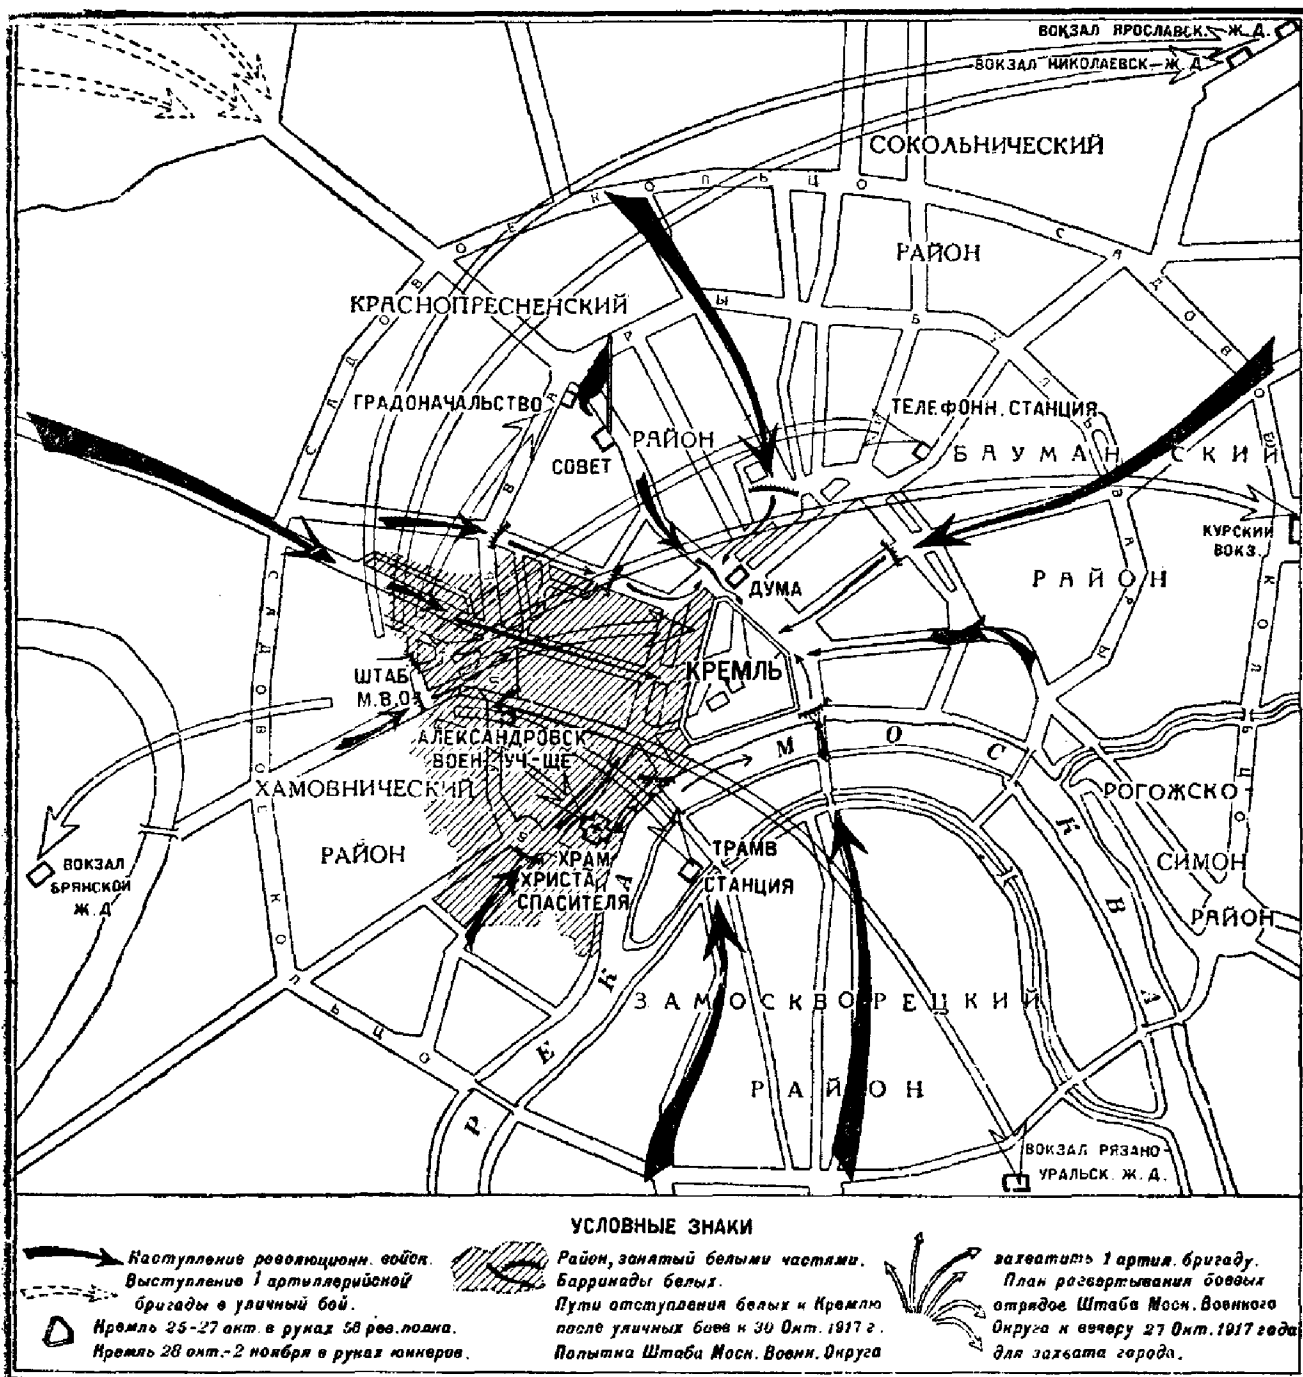 ВОКЗАЛ ЯРОСЛАВСК. Ж. Д.
ВОКЗАЛ НИКОЛАЕВСК-Ж.Д.
СОКОЛЬНИЧЕСКИЙ
РАЙОН
САДОВОЕ КОЛЬЦО
КРАСНОПРЕСНЕНСКИЙ
РАЙОН
ГРАДОНАЧАЛЬСТВО
СОВЕТ
ТЕЛЕФОНН. СТАНЦИЯ
БАУМАНСКИЙ
РАЙОН
КУРСКИЙ
ВОКЗ.
ДУМА
КРЕМЛЬ
ШТАБ
М.В.О.
АЛЕКСАНДРОВСК
ВОЕН УЧ-ЩЕ
ХАМОВНИЧЕСКИЙ
РАЙОН
ВОКЗАЛ
БРЯНСКОЙ
Ж.Д
ХРАМ
ХРИСТА
СПАСИТЕЛЯ
ТРАМВ
СТАНЦИЯ
РОГОЖСКО-
СИМОН
РАЙОН
САДОВОЕ КОЛЬЦО
РЕКА
МОСКВА
ЗАМОСКВОРЕЦКИЙ
РАЙОН
ВОКЗАЛ РЯЗАНО-
УРАЛЬСК. Ж.Д.
УСЛОВНЫЕ ЗНАКИ
Наступление революционн. войск.
Выступление 1 артиллерийской
бригады в уличный бой.
Кремль 25-27 окт. в руках 56 рев.полка.
Кремль 28 окт.-2 ноября в руках юнкеров.
Район, занятый белыми частями.
Баррикады белых.
Пути отступления белых к Кремлю
после уличных боев к 30 Окт. 1917 г.
Попытка Штаба Моск. Военн. Округа
захватить 1 артил. бригаду.
План развертывания боевых
отрядов Штаба Моск. Военного
Округа к вечеру 27 Окт. 1917 года
для захвата города.